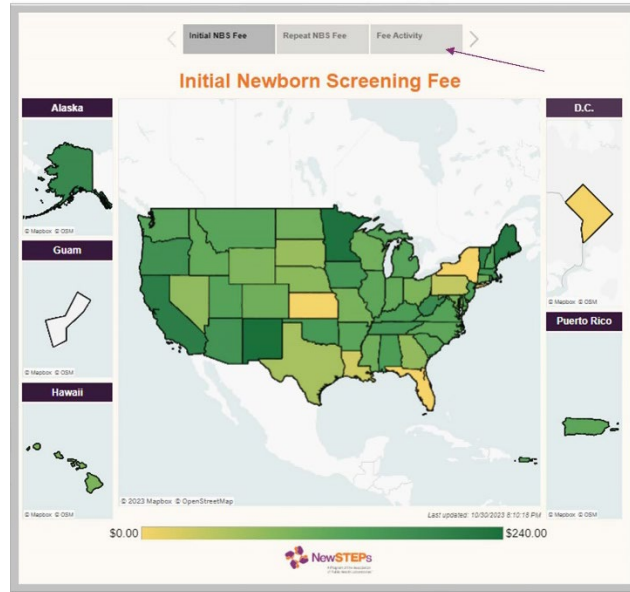 Initial NBS Fee
Repeat NBS Fee
Fee Activity
Initial Newborn Screening Fee
Alaska
© Mapbox © OSM
Guam
© Mapbox © OSM
Hawaii
© Mapbox © OSM
D.C.
© Mapbox © OSM
Puerto Rico
© Mapbox © OSM
© 2023 Mapbox © OpenStreetMap
Last updated: 10/30/2023 8:10:16 PM
$0.00
$240.00
NewSTEPs